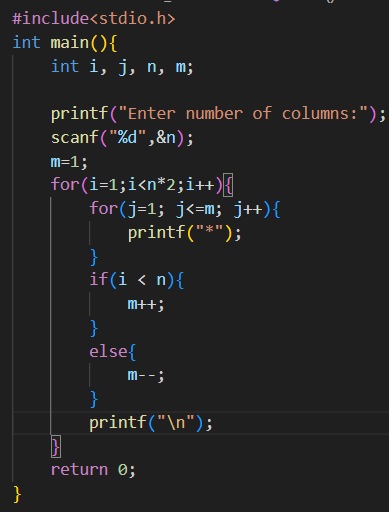 #include<stdio.h>
int main(){
    int i, j, n, m;

    printf("Enter number of columns:");
    scanf("%d",&n);
    m=1;
    for(i=1;i<n*2;i++){
        for(j=1; j<=m; j++){
            printf("*");
        }
        if(i < n){
            m++;
        }
        else{
            m--;
        }
        printf("\n");
    }
    return 0;
}